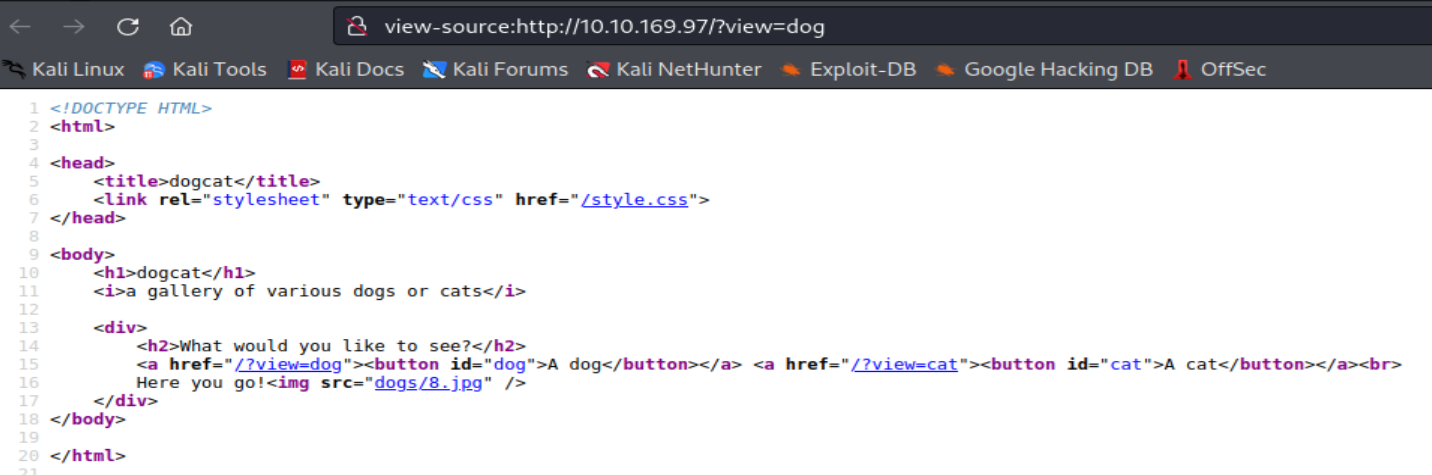 view-source:http://10.10.169.97/?view=dog
Kali Linux Kali Tools Kali Docs Kali Forums Kali NetHunter Exploit-DB Google Hacking DB OffSec
1 <!DOCTYPE HTML>
2 <html>
3
4 <head>
5     <title>dogcat</title>
6     <link rel="stylesheet" type="text/css" href="/style.css">
7 </head>
8
9 <body>
10     <h1>dogcat</h1>
11     <i>a gallery of various dogs or cats</i>
12
13     <div>
14         <h2>What would you like to see?</h2>
15         <a href="/?view=dog"><button id="dog">A dog</button></a> <a href="/?view=cat"><button id="cat">A cat</button></a><br>
16         Here you go!<img src="dogs/8.jpg" />
17     </div>
18 </body>
19
20 </html>
21